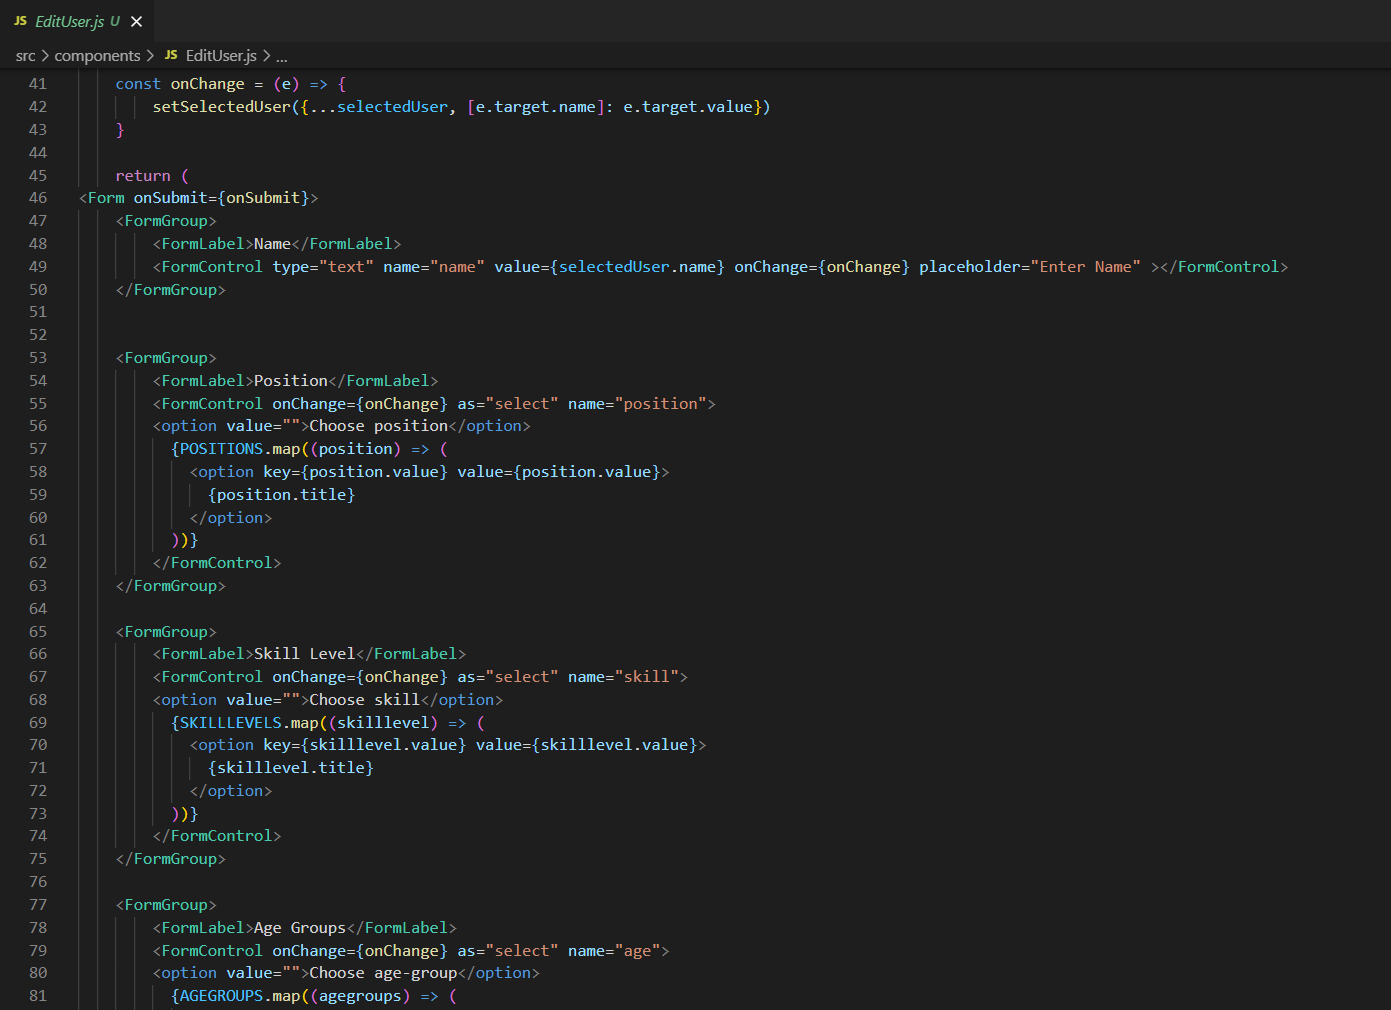 JS EditUser.js U ×
src > components > JS EditUser.js > ...
41 const onChange = (e) => {
42 setSelectedUser({...selectedUser, [e.target.name]: e.target.value})
43 }
44
45 return (
46 <Form onSubmit={onSubmit}>
47 <FormGroup>
48 <FormLabel>Name</FormLabel>
49 <FormControl type="text" name="name" value={selectedUser.name} onChange={onChange} placeholder="Enter Name" ></FormControl>
50 </FormGroup>
51
52
53 <FormGroup>
54 <FormLabel>Position</FormLabel>
55 <FormControl onChange={onChange} as="select" name="position">
56 <option value="">Choose position</option>
57 {POSITIONS.map((position) => (
58 <option key={position.value} value={position.value}>
59 {position.title}
60 </option>
61 ))}
62 </FormControl>
63 </FormGroup>
64
65 <FormGroup>
66 <FormLabel>Skill Level</FormLabel>
67 <FormControl onChange={onChange} as="select" name="skill">
68 <option value="">Choose skill</option>
69 {SKILLLEVELS.map((skilllevel) => (
70 <option key={skilllevel.value} value={skilllevel.value}>
71 {skilllevel.title}
72 </option>
73 ))}
74 </FormControl>
75 </FormGroup>
76
77 <FormGroup>
78 <FormLabel>Age Groups</FormLabel>
79 <FormControl onChange={onChange} as="select" name="age">
80 <option value="">Choose age-group</option>
81 {AGEGROUPS.map((agegroups) => (